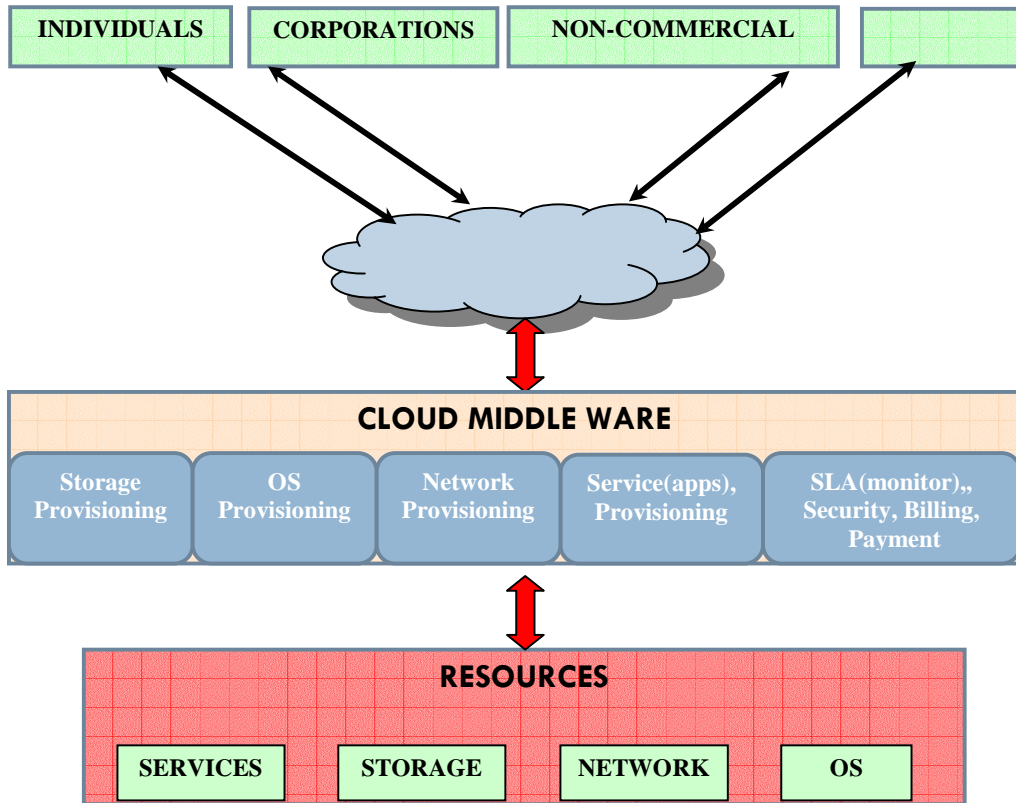 INDIVIDUALS
CORPORATIONS
NON-COMMERCIAL
CLOUD MIDDLE WARE
Storage
Provisioning
OS
Provisioning
Network
Provisioning
Service(apps),
Provisioning
SLA(monitor),,
Security, Billing,
Payment
RESOURCES
SERVICES
STORAGE
NETWORK
OS